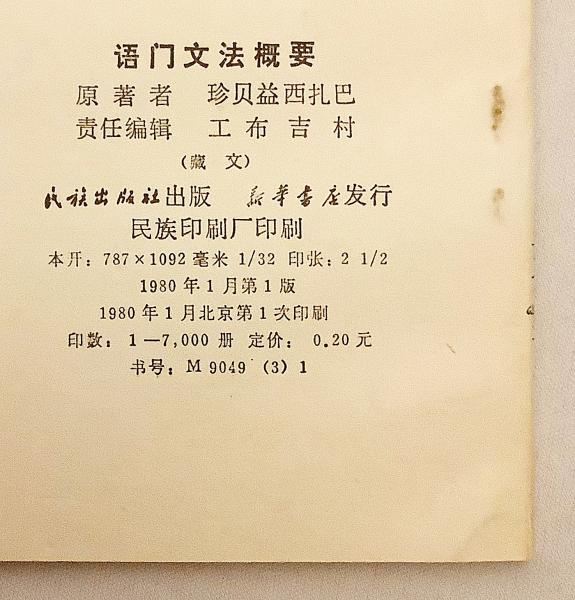 语门文法概要
原著者 珍贝益西扎巴
责任编辑 工布吉村
(藏文)
民族出版社出版 新华书店发行
民族印刷厂印刷
本开：787×1092 毫米 1/32 印张：2 1/2
1980 年 1 月第 1 版
1980 年 1 月北京第 1 次印刷
印数：1—7,000 册 定价：0.20 元
书号：M 9049 (3) 1